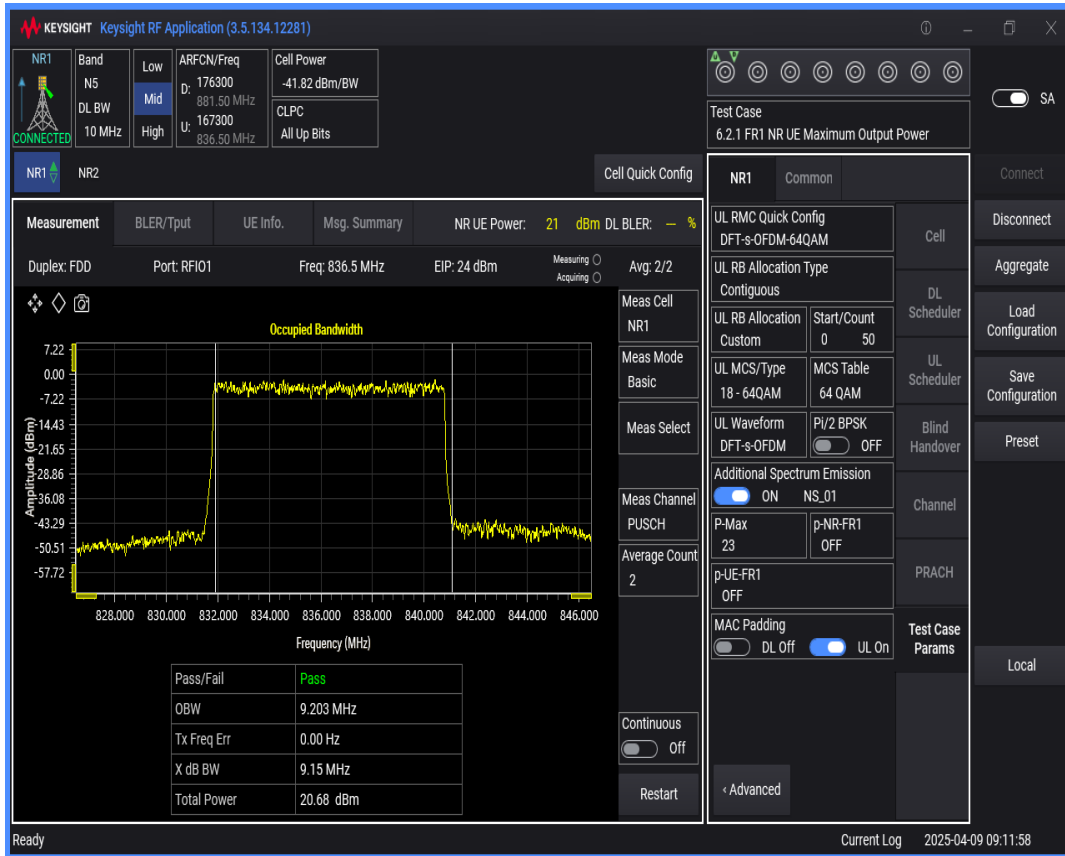 KEYSIGHT Keysight RF Application (3.5.134.12281)
NR1
CONNECTED
Band
N5
DL BW
10 MHz
Low
Mid
High
ARFCN/Freq
D: 176300
881.50 MHz
U: 167300
836.50 MHz
Cell Power
-41.82 dBm/BW
CLPC
All Up Bits
Test Case
6.2.1 FR1 NR UE Maximum Output Power
SA
NR1
NR2
Cell Quick Config
Measurement
BLER/Tput
UE Info.
Msg. Summary
NR UE Power: 21 dBm DL BLER: -- %
Duplex: FDD
Port: RFIO1
Freq: 836.5 MHz
EIP: 24 dBm
Measuring
Acquiring
Avg: 2/2
Occupied Bandwidth
7.22
0.00
-7.22
-14.43
-21.65
-28.86
-36.08
-43.29
-50.51
-57.72
Amplitude (dBm)
828.000 830.000 832.000 834.000 836.000 838.000 840.000 842.000 844.000 846.000
Frequency (MHz)
Pass/Fail Pass
OBW 9.203 MHz
Tx Freq Err 0.00 Hz
X dB BW 9.15 MHz
Total Power 20.68 dBm
Meas Cell
NR1
Meas Mode
Basic
Meas Select
Meas Channel
PUSCH
Average Count
2
Continuous
Off
Restart
NR1
Common
UL RMC Quick Config
DFT-s-OFDM-64QAM
UL RB Allocation Type
Contiguous
UL RB Allocation
Custom
Start/Count
0 50
UL MCS/Type
18 - 64QAM
MCS Table
64 QAM
UL Waveform
DFT-s-OFDM
Pi/2 BPSK
OFF
Additional Spectrum Emission
ON NS_01
P-Max
23
p-NR-FR1
OFF
p-UE-FR1
OFF
MAC Padding
DL Off UL On
‹ Advanced
Cell
DL
Scheduler
UL
Scheduler
Blind
Handover
Channel
PRACH
Test Case
Params
Connect
Disconnect
Aggregate
Load
Configuration
Save
Configuration
Preset
Local
Ready
Current Log 2025-04-09 09:11:58